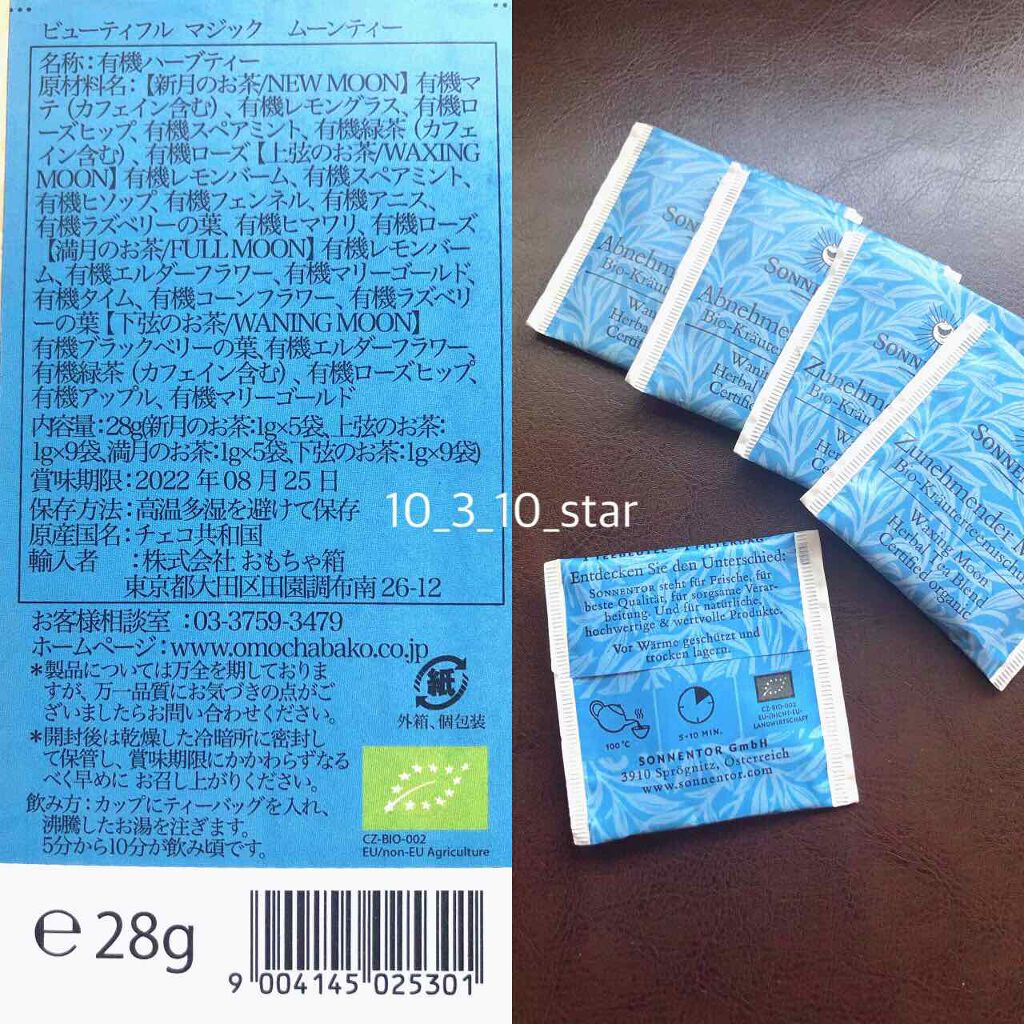 ビューティフル マジック ムーンティー
名称:有機ハーブティー
原材料名:【新月のお茶/NEW MOON】有機マ
テ(カフェイン含む)、有機レモングラス、有機ロ
ーズヒップ、有機スペアミント、有機緑茶(カフェ
イン含む)、有機ローズ【上弦のお茶/WAXING
MOON】有機レモンバーム、有機スペアミント、
有機ヒソップ、有機フェンネル、有機アニス、
有機ラズベリーの葉、有機ヒマワリ、有機ローズ
【満月のお茶/FULL MOON】有機レモンバー
ム、有機エルダーフラワー、有機マリーゴールド、
有機タイム、有機コーンフラワー、有機ラズベリ
ーの葉【下弦のお茶/WANING MOON】
有機ブラックベリーの葉、有機エルダーフラワー、
有機緑茶(カフェイン含む)、有機ローズヒップ、
有機アップル、有機マリーゴールド
内容量:28g(新月のお茶:1g×5袋、上弦のお茶:
1g×9袋、満月のお茶:1g×5袋、下弦のお茶:1g×9袋)
賞味期限:2022年08月25日
保存方法:高温多湿を避けて保存
原産国名:チェコ共和国
輸入者 :株式会社 おもちゃ箱
東京都大田区田園調布南26-12
お客様相談室 :03-3759-3479
ホームページ:www.omochabako.co.jp
*製品については万全を期しておりま
すが、万一品質にお気づきの点がご
ざいましたらお問い合わせください。
紙
外箱、個包装
*開封後は乾燥した冷暗所に密封し
て保管し、賞味期限にかかわらずなる
べく早めに お召し上がりください。
飲み方:カップにティーバッグを入れ、
沸騰したお湯を注ぎます。
5分から10分が飲み頃です。
CZ-BIO-002
EU/non-EU Agriculture
℮ 28g
9 004145 025301
10_3_10_star
SON
Abnehmen
Bio-Kräu
Wani
Herbal
Certifi
SONNEN
Abnehmende
Bio-Kräuter
Wanin
Herbal
Certific
SONNEN
Zunehme
Bio-Kräute
Wa
Herb
Certif
SONNE
Zunehmender M
Bio-Kräuterteemisch
Waxing Moon
Herbal Tea Blend
Certified organic
Entdecken Sie den Unterschied:
SONNENTOR steht für Frische, für
beste Qualität, für sorgsame Verar-
beitung. Und für natürliche,
hochwertige & wertvolle Produkte.
Vor Wärme geschützt und
trocken lagern.
100°C
5-10 MIN.
CZ-BIO-002
EU-/NICHT-EU-
LANDWIRTSCHAFT
SONNENTOR GmbH
3910 Sprögnitz, Österreich
www.sonnentor.com